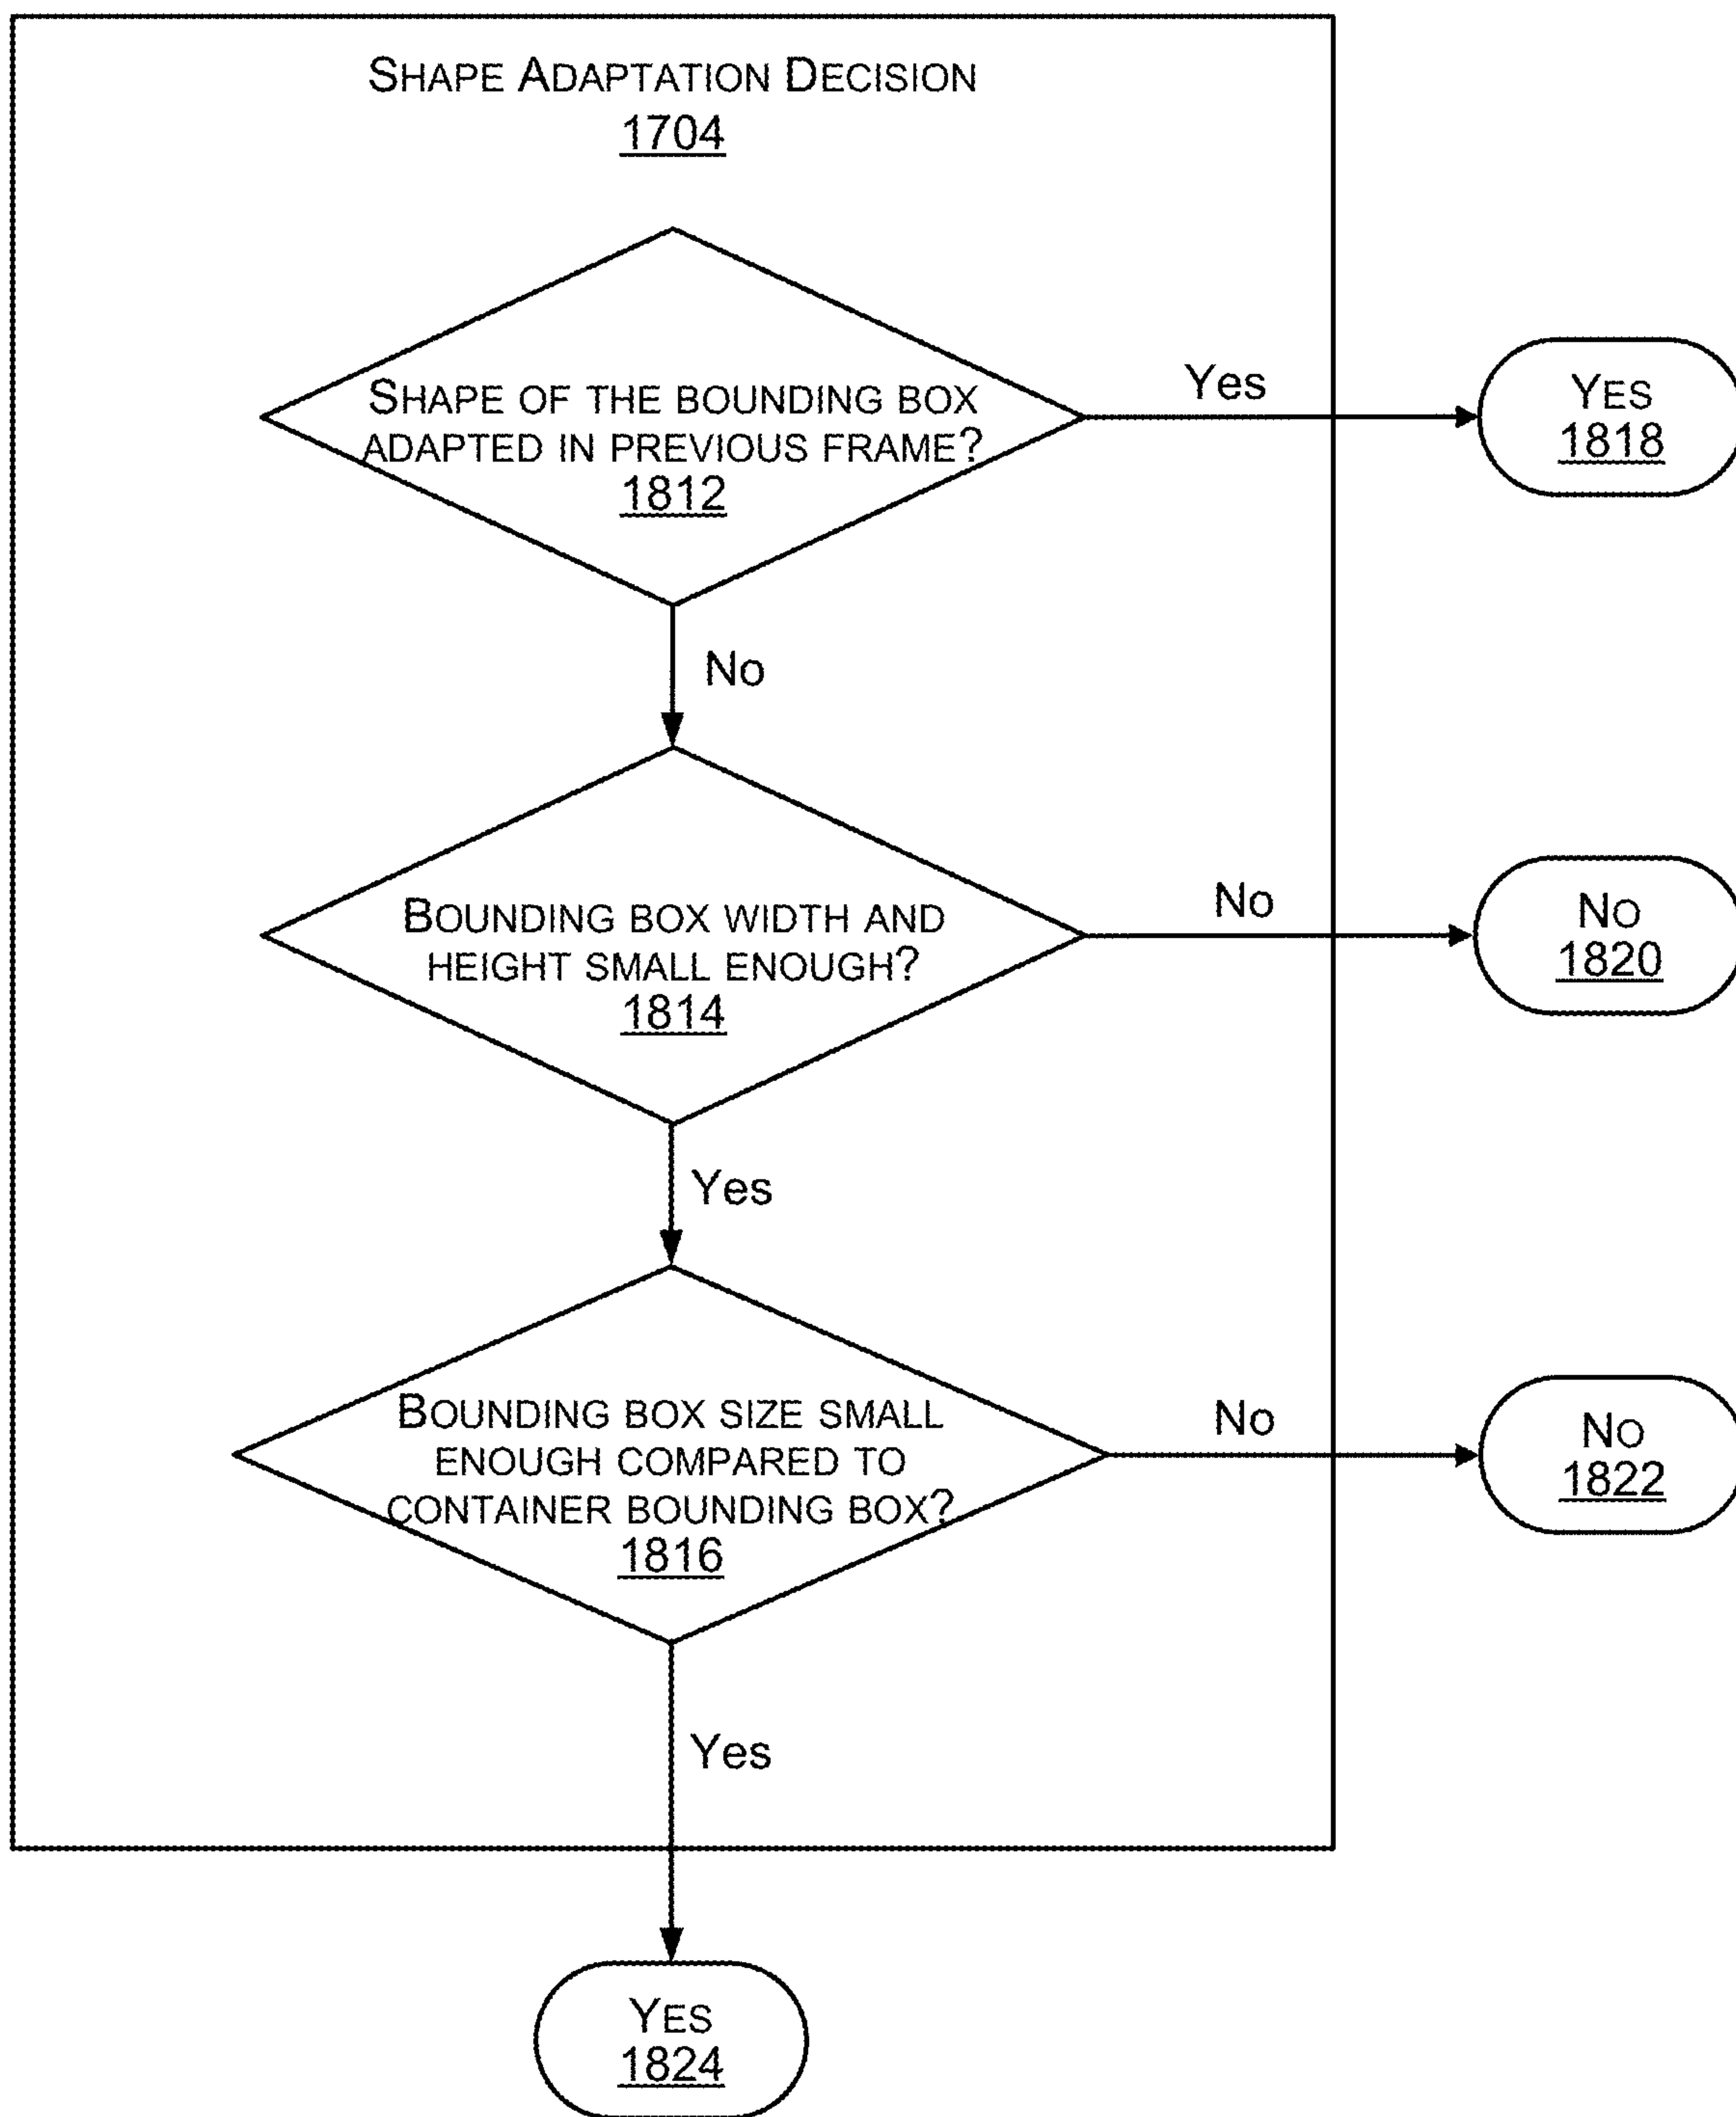 SHAPE ADAPTATION DECISION
1704
SHAPE OF THE BOUNDING BOX
ADAPTED IN PREVIOUS FRAME?
1812
Yes
YES
1818
No
BOUNDING BOX WIDTH AND
HEIGHT SMALL ENOUGH?
1814
No
NO
1820
Yes
BOUNDING BOX SIZE SMALL
ENOUGH COMPARED TO
CONTAINER BOUNDING BOX?
1816
No
NO
1822
Yes
YES
1824